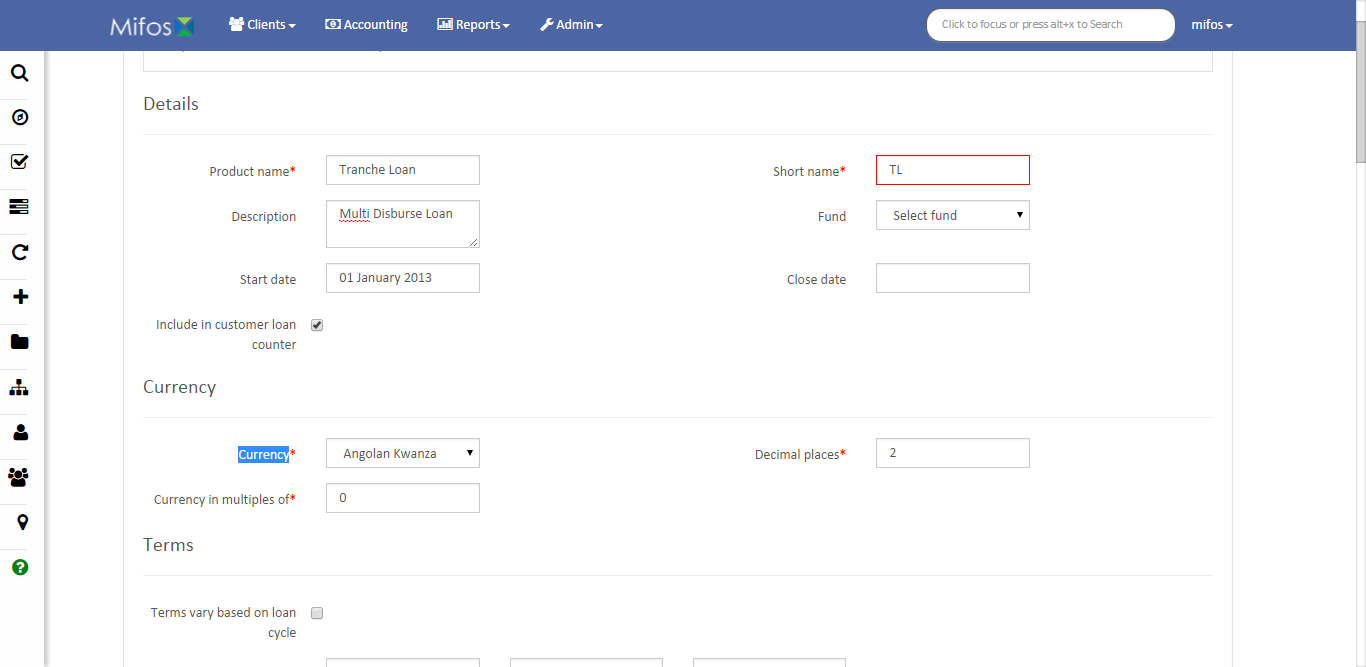 Mifos Clients Accounting Reports Admin Click to focus or press alt+x to Search mifos
Details
Product name* Tranche Loan Short name* TL
Description Multi Disburse Loan Fund Select fund
Start date 01 January 2013 Close date
Include in customer loan
counter
Currency
Currency* Angolan Kwanza Decimal places* 2
Currency in multiples of* 0
Terms
Terms vary based on loan
cycle